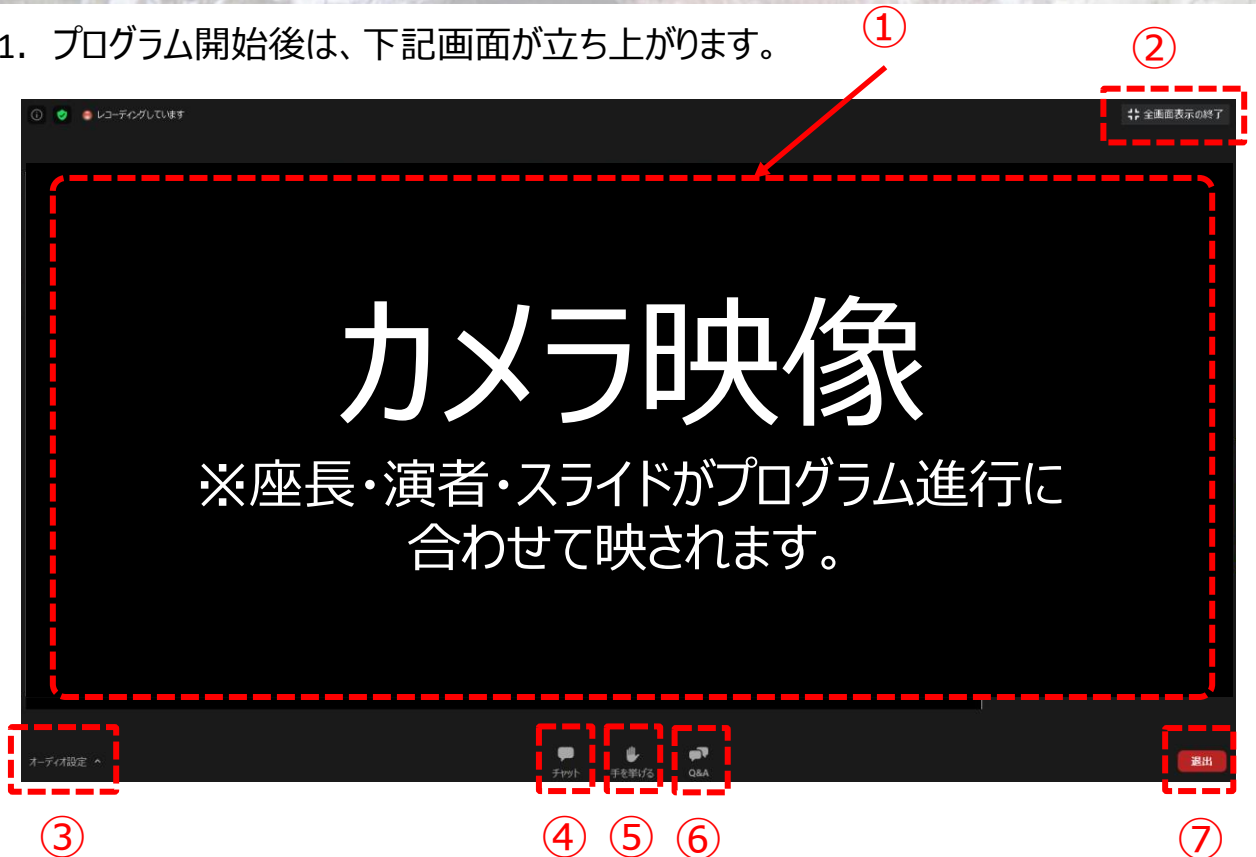 1. プログラム開始後は、下記画面が立ち上がります。
①
②
レコーディングしています
全画面表示の終了
カメラ映像
※座長・演者・スライドがプログラム進行に
合わせて映されます。
オーディオ設定 ^
チャット
手を挙げる
Q&A
退出
③
④
⑤
⑥
⑦